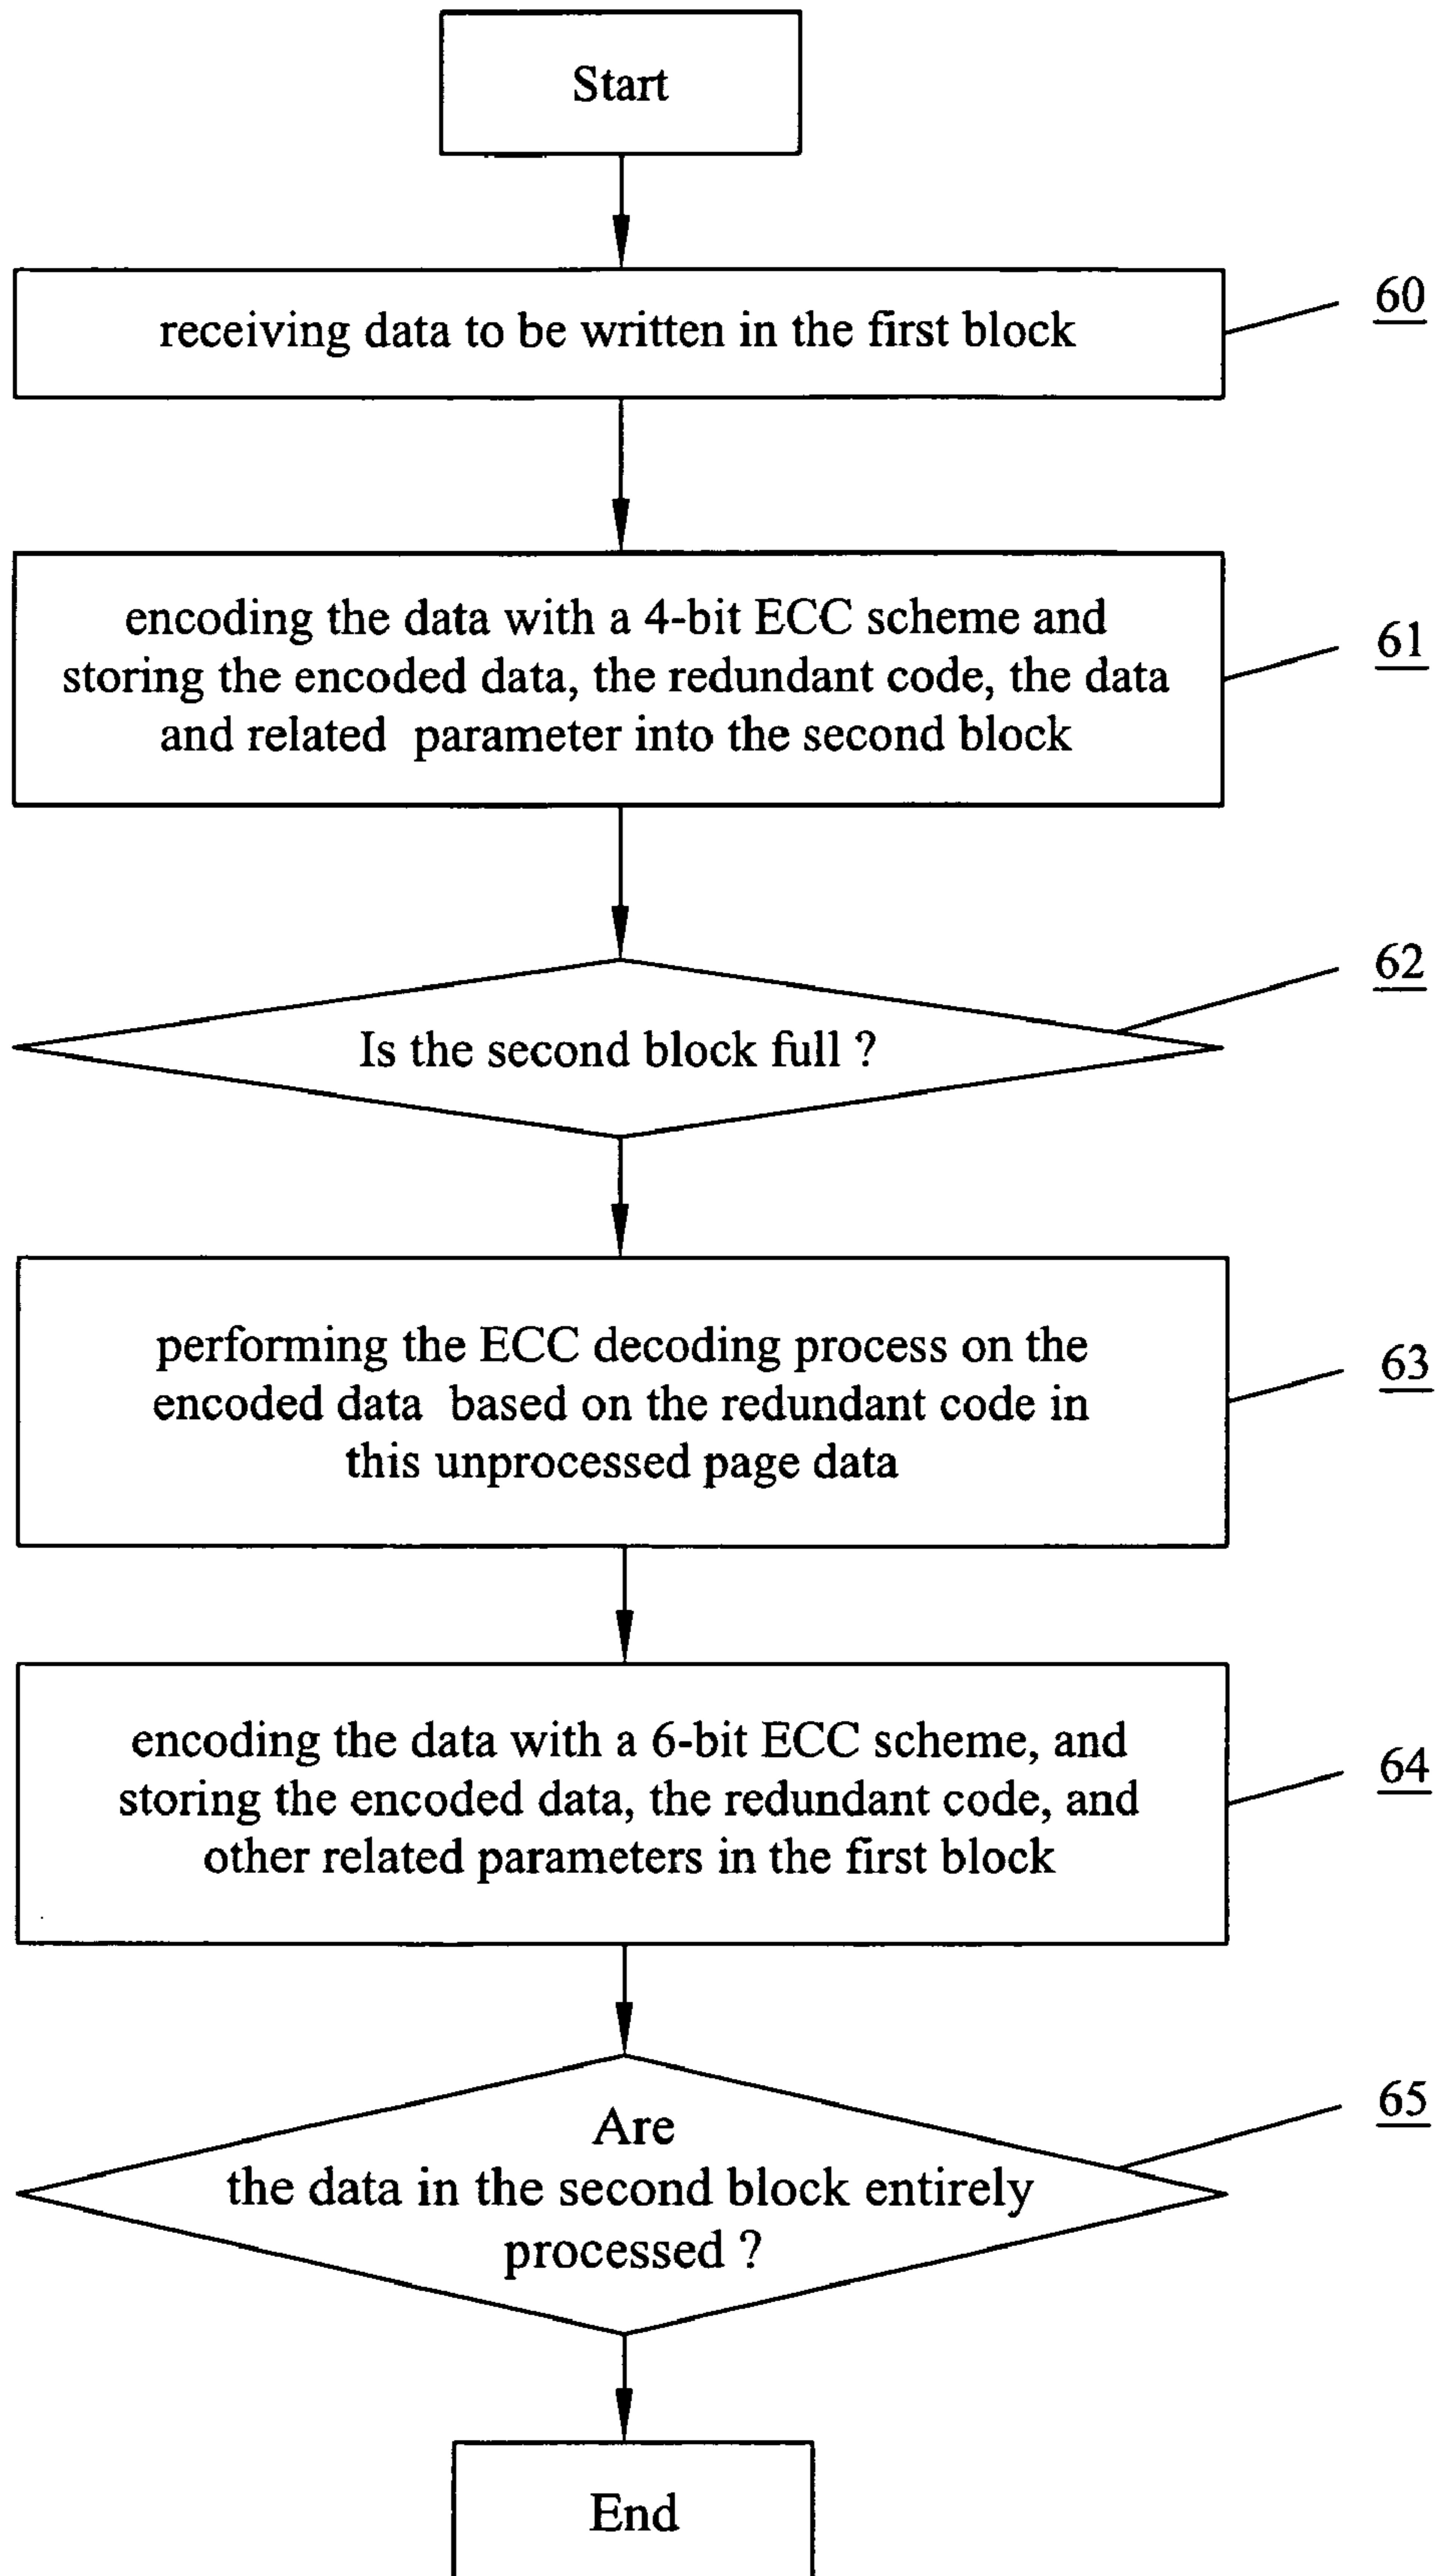 Start
receiving data to be written in the first block
60
encoding the data with a 4-bit ECC scheme and
storing the encoded data, the redundant code, the data
and related parameter into the second block
61
Is the second block full ?
62
performing the ECC decoding process on the
encoded data based on the redundant code in
this unprocessed page data
63
encoding the data with a 6-bit ECC scheme, and
storing the encoded data, the redundant code, and
other related parameters in the first block
64
Are
the data in the second block entirely
processed ?
65
End